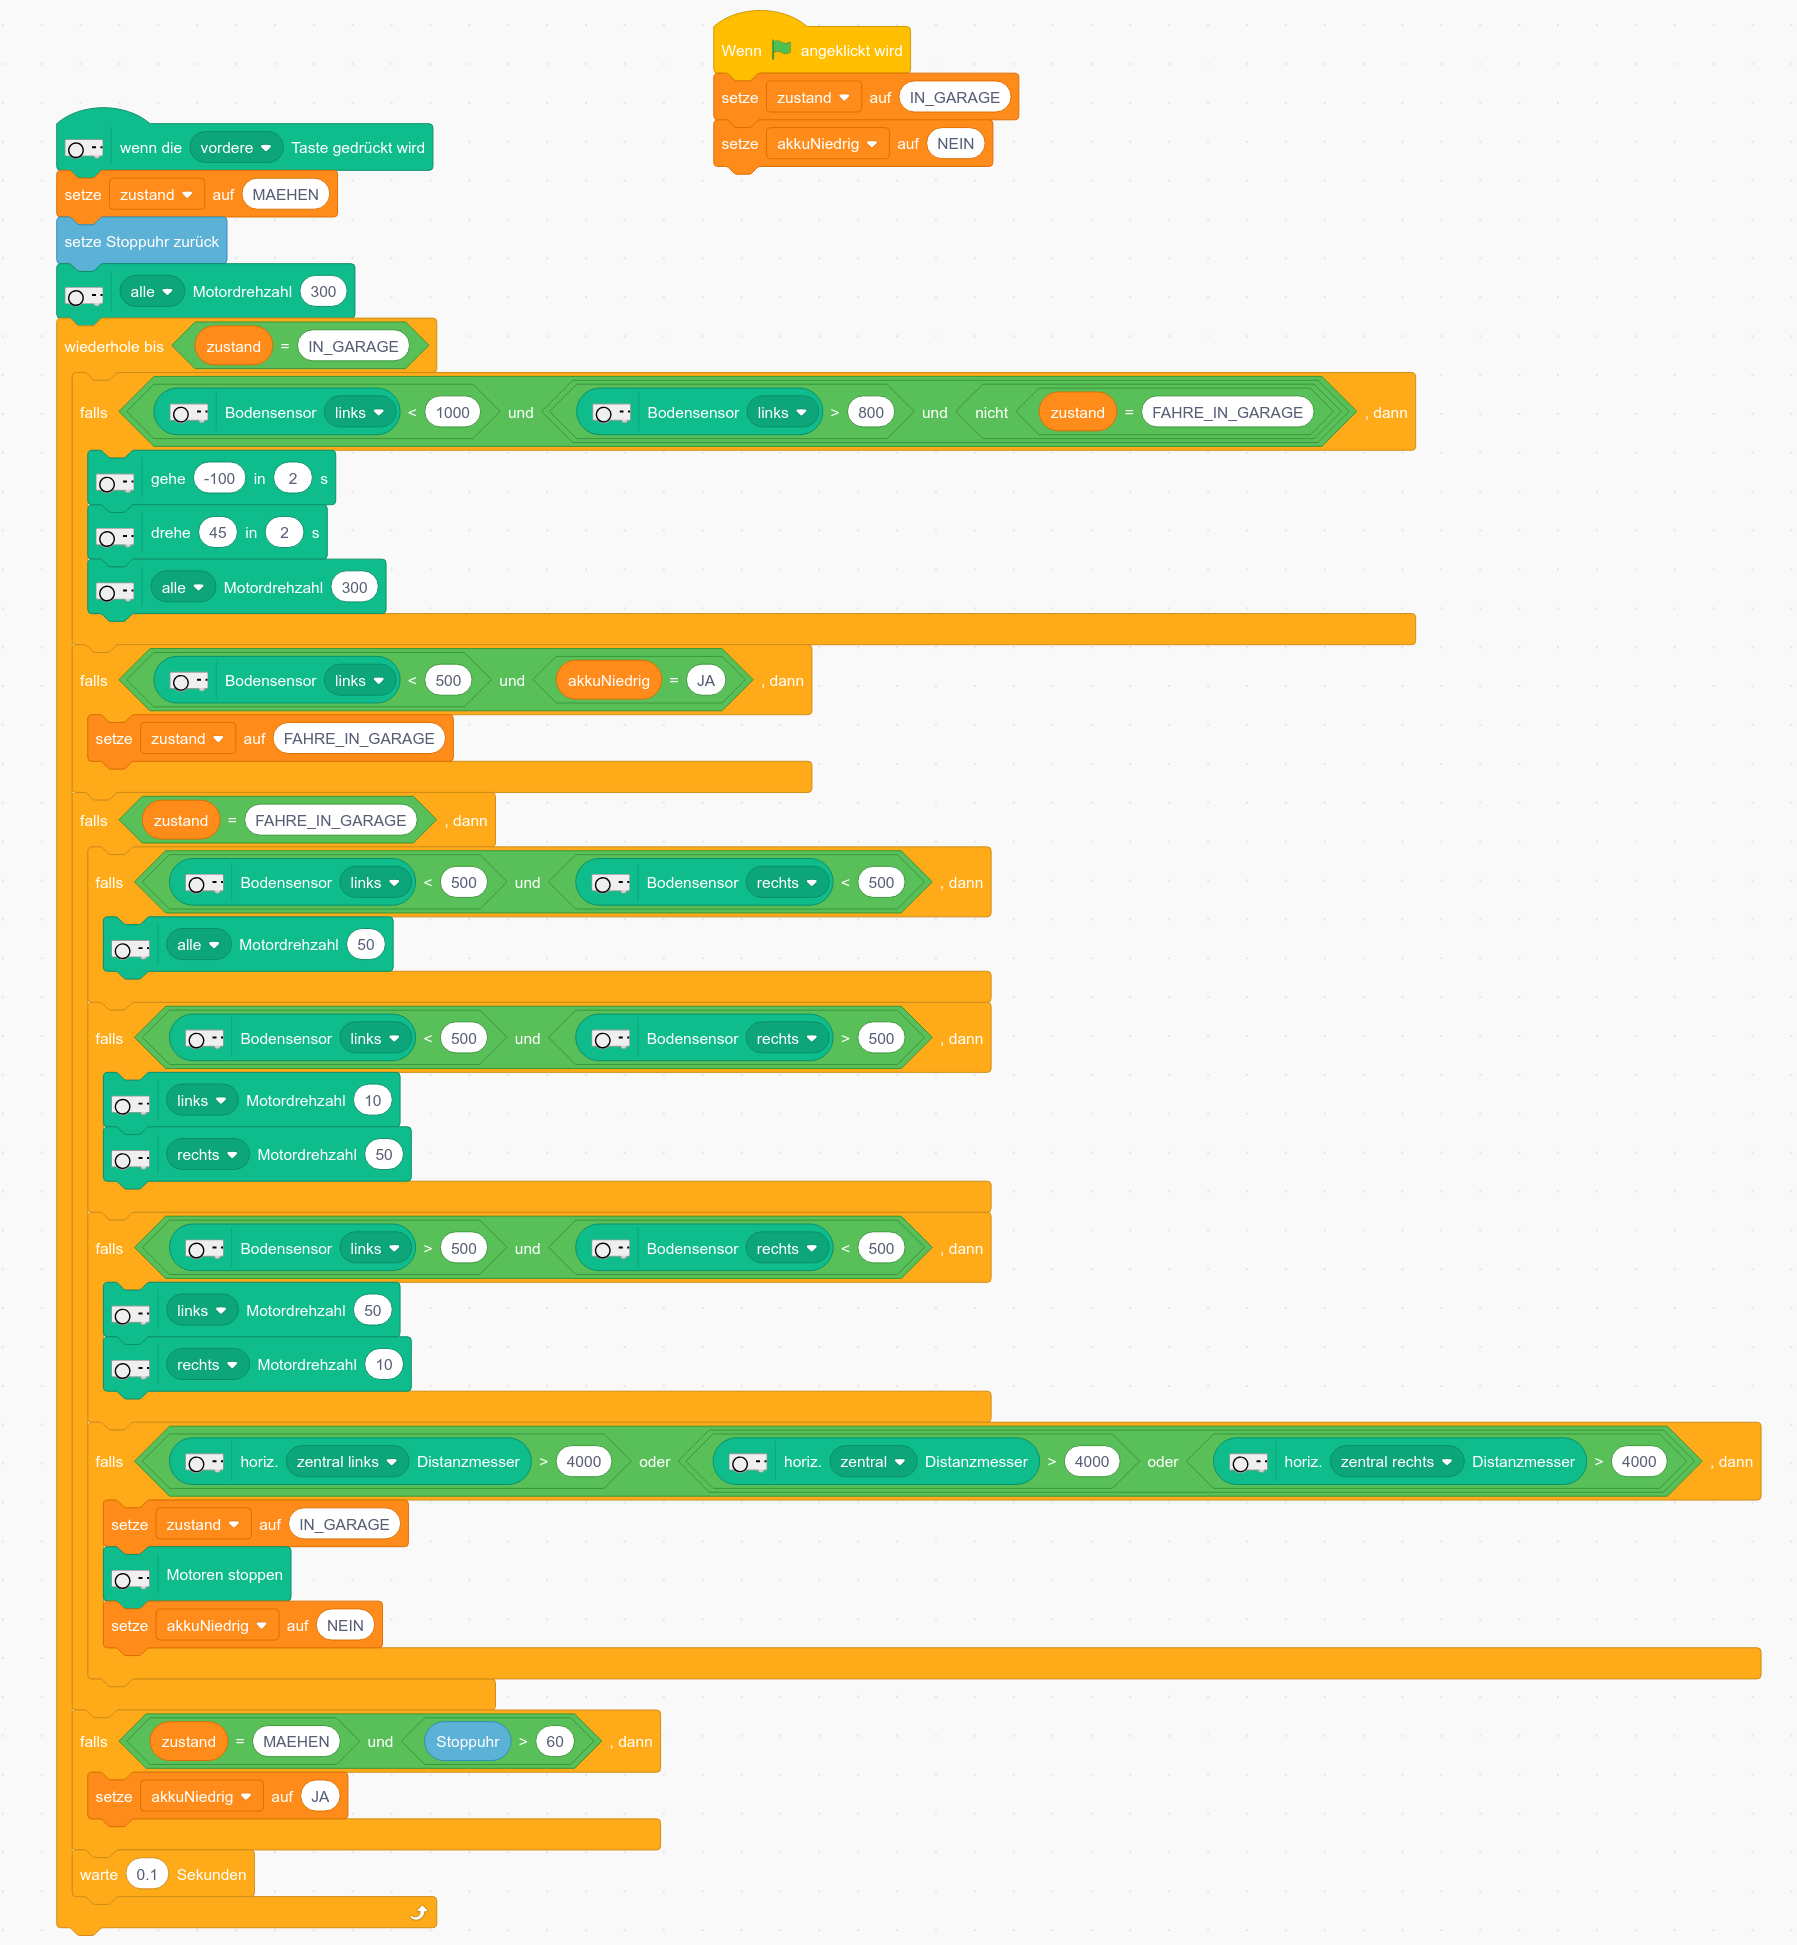 Wenn angeklickt wird
setze zustand auf IN_GARAGE
setze akkuNiedrig auf NEIN
wenn die vordere Taste gedrückt wird
setze zustand auf MAEHEN
setze Stoppuhr zurück
alle Motordrehzahl 300
wiederhole bis zustand = IN_GARAGE
falls Bodensensor links < 1000 und Bodensensor links > 800 und nicht zustand = FAHRE_IN_GARAGE , dann
gehe -100 in 2 s
drehe 45 in 2 s
alle Motordrehzahl 300
falls Bodensensor links < 500 und akkuNiedrig = JA , dann
setze zustand auf FAHRE_IN_GARAGE
falls zustand = FAHRE_IN_GARAGE , dann
falls Bodensensor links < 500 und Bodensensor rechts < 500 , dann
alle Motordrehzahl 50
falls Bodensensor links < 500 und Bodensensor rechts > 500 , dann
links Motordrehzahl 10
rechts Motordrehzahl 50
falls Bodensensor links > 500 und Bodensensor rechts < 500 , dann
links Motordrehzahl 50
rechts Motordrehzahl 10
falls horiz. zentral links Distanzmesser > 4000 oder horiz. zentral Distanzmesser > 4000 oder horiz. zentral rechts Distanzmesser > 4000 , dann
setze zustand auf IN_GARAGE
Motoren stoppen
setze akkuNiedrig auf NEIN
falls zustand = MAEHEN und Stoppuhr > 60 , dann
setze akkuNiedrig auf JA
warte 0.1 Sekunden